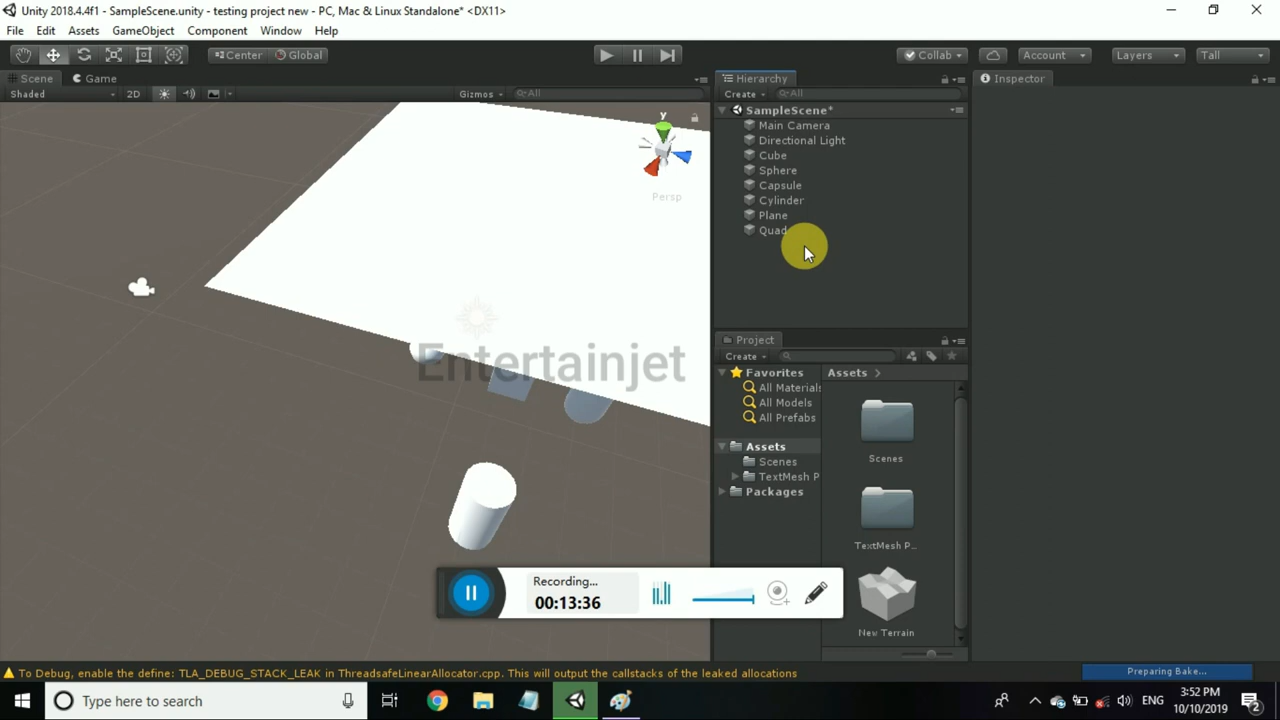 Unity 2018.4.4f1 - SampleScene.unity - testing project new - PC, Mac & Linux Standalone* <DX11>
File Edit Assets GameObject Component Window Help
Center Global Collab Account Layers Tall
Scene Game Hierarchy Inspector
Shaded 2D Gizmos All Create All
SampleScene*
Main Camera
Directional Light
Cube
Sphere
Capsule
Cylinder
Plane
Quad
y
Persp
Entertainjet
Project
Create
Favorites
All Materials
All Models
All Prefabs
Assets
Scenes
TextMesh P
Packages
Assets
Scenes
TextMesh P...
New Terrain
Recording...
00:13:36
To Debug, enable the define: TLA_DEBUG_STACK_LEAK in ThreadsafeLinearAllocator.cpp. This will output the callstacks of the leaked allocations
Preparing Bake...
Type here to search
ENG
3:52 PM
10/10/2019
2